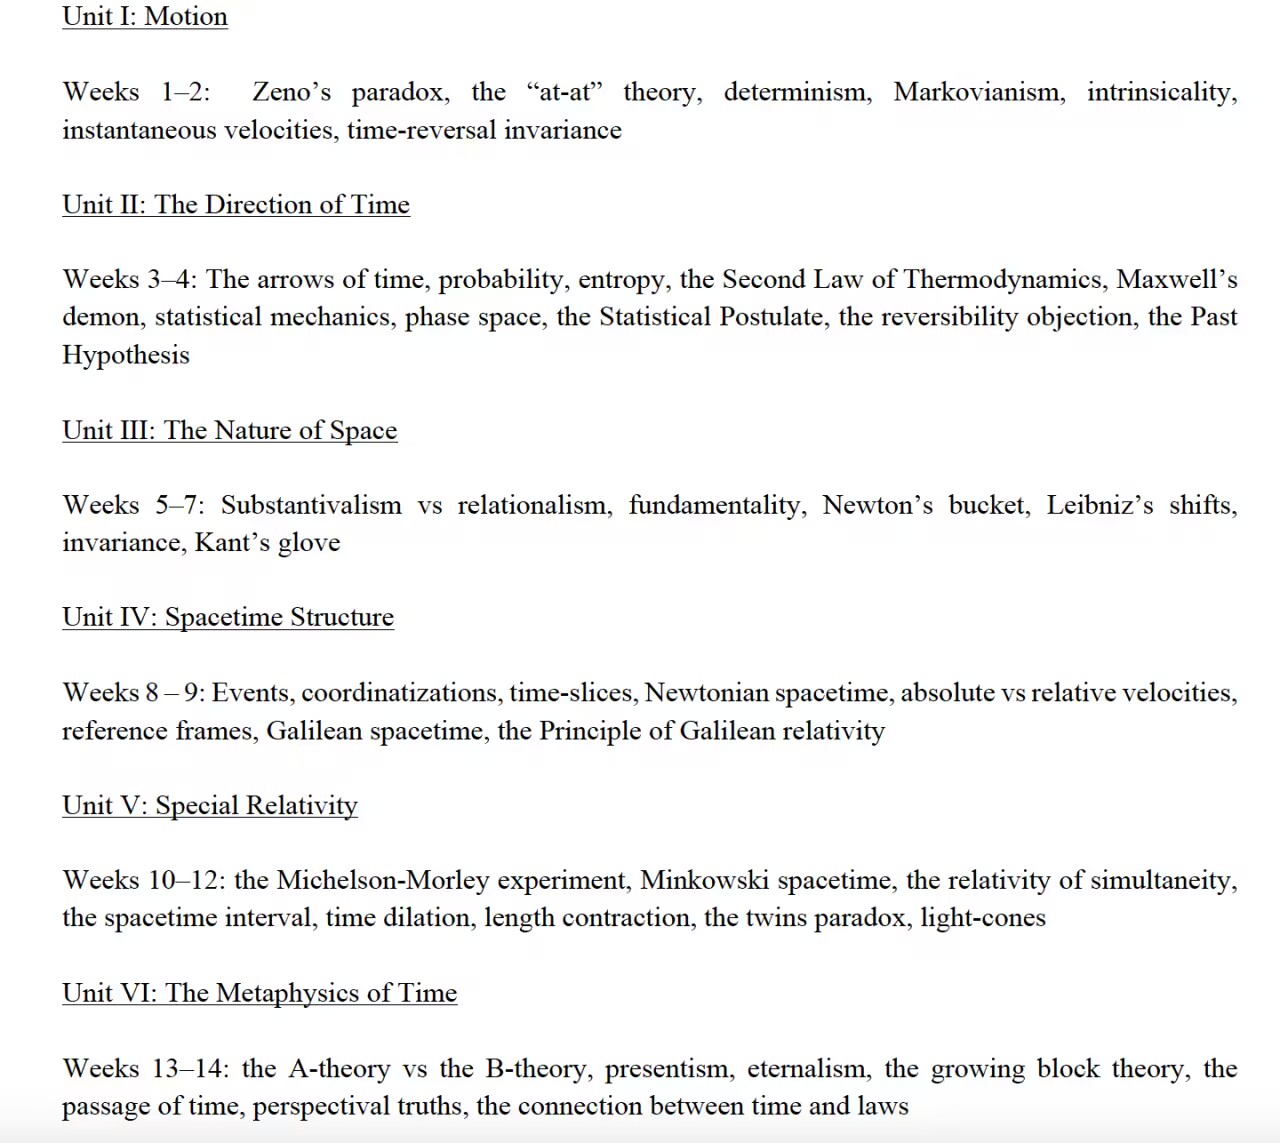 Unit I: Motion
Weeks 1–2: Zeno’s paradox, the “at-at” theory, determinism, Markovianism, intrinsicality,
instantaneous velocities, time-reversal invariance
Unit II: The Direction of Time
Weeks 3–4: The arrows of time, probability, entropy, the Second Law of Thermodynamics, Maxwell’s
demon, statistical mechanics, phase space, the Statistical Postulate, the reversibility objection, the Past
Hypothesis
Unit III: The Nature of Space
Weeks 5–7: Substantivalism vs relationalism, fundamentality, Newton’s bucket, Leibniz’s shifts,
invariance, Kant’s glove
Unit IV: Spacetime Structure
Weeks 8 – 9: Events, coordinatizations, time-slices, Newtonian spacetime, absolute vs relative velocities,
reference frames, Galilean spacetime, the Principle of Galilean relativity
Unit V: Special Relativity
Weeks 10–12: the Michelson-Morley experiment, Minkowski spacetime, the relativity of simultaneity,
the spacetime interval, time dilation, length contraction, the twins paradox, light-cones
Unit VI: The Metaphysics of Time
Weeks 13–14: the A-theory vs the B-theory, presentism, eternalism, the growing block theory, the
passage of time, perspectival truths, the connection between time and laws